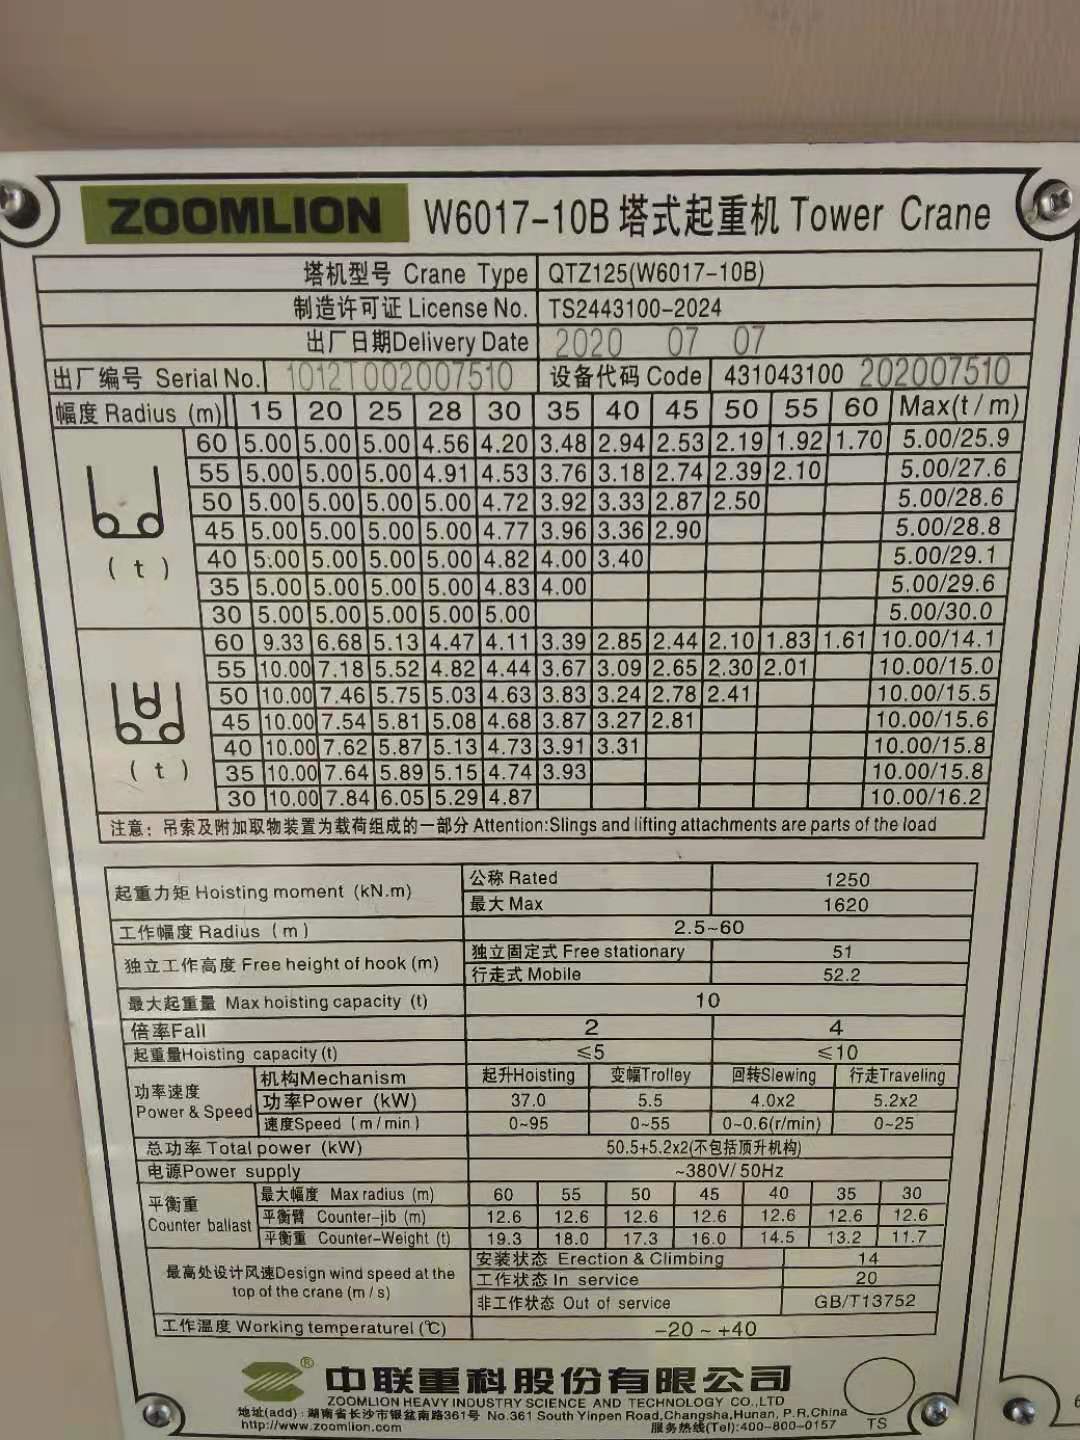 ZOOMLION W6017-10B 塔式起重机 Tower Crane
塔机型号 Crane Type QTZ125(W6017-10B)
制造许可证 License No. TS2443100-2024
出厂日期Delivery Date 2020 07 07
出厂编号 Serial No. 1012T002007510 设备代码 Code 431043100 202007510
幅度 Radius (m) 15 20 25 28 30 35 40 45 50 55 60 Max(t/m)
60 5.00 5.00 5.00 4.56 4.20 3.48 2.94 2.53 2.19 1.92 1.70 5.00/25.9
55 5.00 5.00 5.00 4.91 4.53 3.76 3.18 2.74 2.39 2.10 5.00/27.6
50 5.00 5.00 5.00 5.00 4.72 3.92 3.33 2.87 2.50 5.00/28.6
45 5.00 5.00 5.00 5.00 4.77 3.96 3.36 2.90 5.00/28.8
(t) 40 5.00 5.00 5.00 5.00 4.82 4.00 3.40 5.00/29.1
35 5.00 5.00 5.00 5.00 4.83 4.00 5.00/29.6
30 5.00 5.00 5.00 5.00 5.00 5.00/30.0
60 9.33 6.68 5.13 4.47 4.11 3.39 2.85 2.44 2.10 1.83 1.61 10.00/14.1
55 10.00 7.18 5.52 4.82 4.44 3.67 3.09 2.65 2.30 2.01 10.00/15.0
50 10.00 7.46 5.75 5.03 4.63 3.83 3.24 2.78 2.41 10.00/15.5
45 10.00 7.54 5.81 5.08 4.68 3.87 3.27 2.81 10.00/15.6
40 10.00 7.62 5.87 5.13 4.73 3.91 3.31 10.00/15.8
(t) 35 10.00 7.64 5.89 5.15 4.74 3.93 10.00/15.8
30 10.00 7.84 6.05 5.29 4.87 10.00/16.2
注意: 吊索及附加取物装置为载荷组成的一部分 Attention:Slings and lifting attachments are parts of the load
起重力矩 Hoisting moment (kN.m) 公称 Rated 1250
最大 Max 1620
工作幅度 Radius (m) 2.5~60
独立工作高度 Free height of hook (m) 独立固定式 Free stationary 51
行走式 Mobile 52.2
最大起重量 Max hoisting capacity (t) 10
倍率Fall 2 4
起重量Hoisting capacity (t) ≤5 ≤10
功率速度 Power & Speed 机构Mechanism 起升Hoisting 变幅Trolley 回转Slewing 行走Traveling
功率Power (kW) 37.0 5.5 4.0x2 5.2x2
速度Speed (m/min) 0~95 0~55 0~0.6(r/min) 0~25
总功率 Total power (kW) 50.5+5.2x2(不包括顶升机构)
电源Power supply ~380V/50Hz
平衡重 Counter ballast 最大幅度 Max radius (m) 60 55 50 45 40 35 30
平衡臂 Counter-jib (m) 12.6 12.6 12.6 12.6 12.6 12.6 12.6
平衡重 Counter-Weight (t) 19.3 18.0 17.3 16.0 14.5 13.2 11.7
最高处设计风速Design wind speed at the top of the crane (m/s) 安装状态 Erection & Climbing 14
工作状态 In service 20
非工作状态 Out of service GB/T13752
工作温度 Working temperaturel (℃) -20 ~ +40
® 中联重科股份有限公司
ZOOMLION HEAVY INDUSTRY SCIENCE AND TECHNOLOGY CO.,LTD
地址(add): 湖南省长沙市银盆南路361号 No.361 South Yinpen Road,Changsha,Hunan, P.R.China
http://www.zoomlion.com 服务热线(Tel):400-800-0157 TS